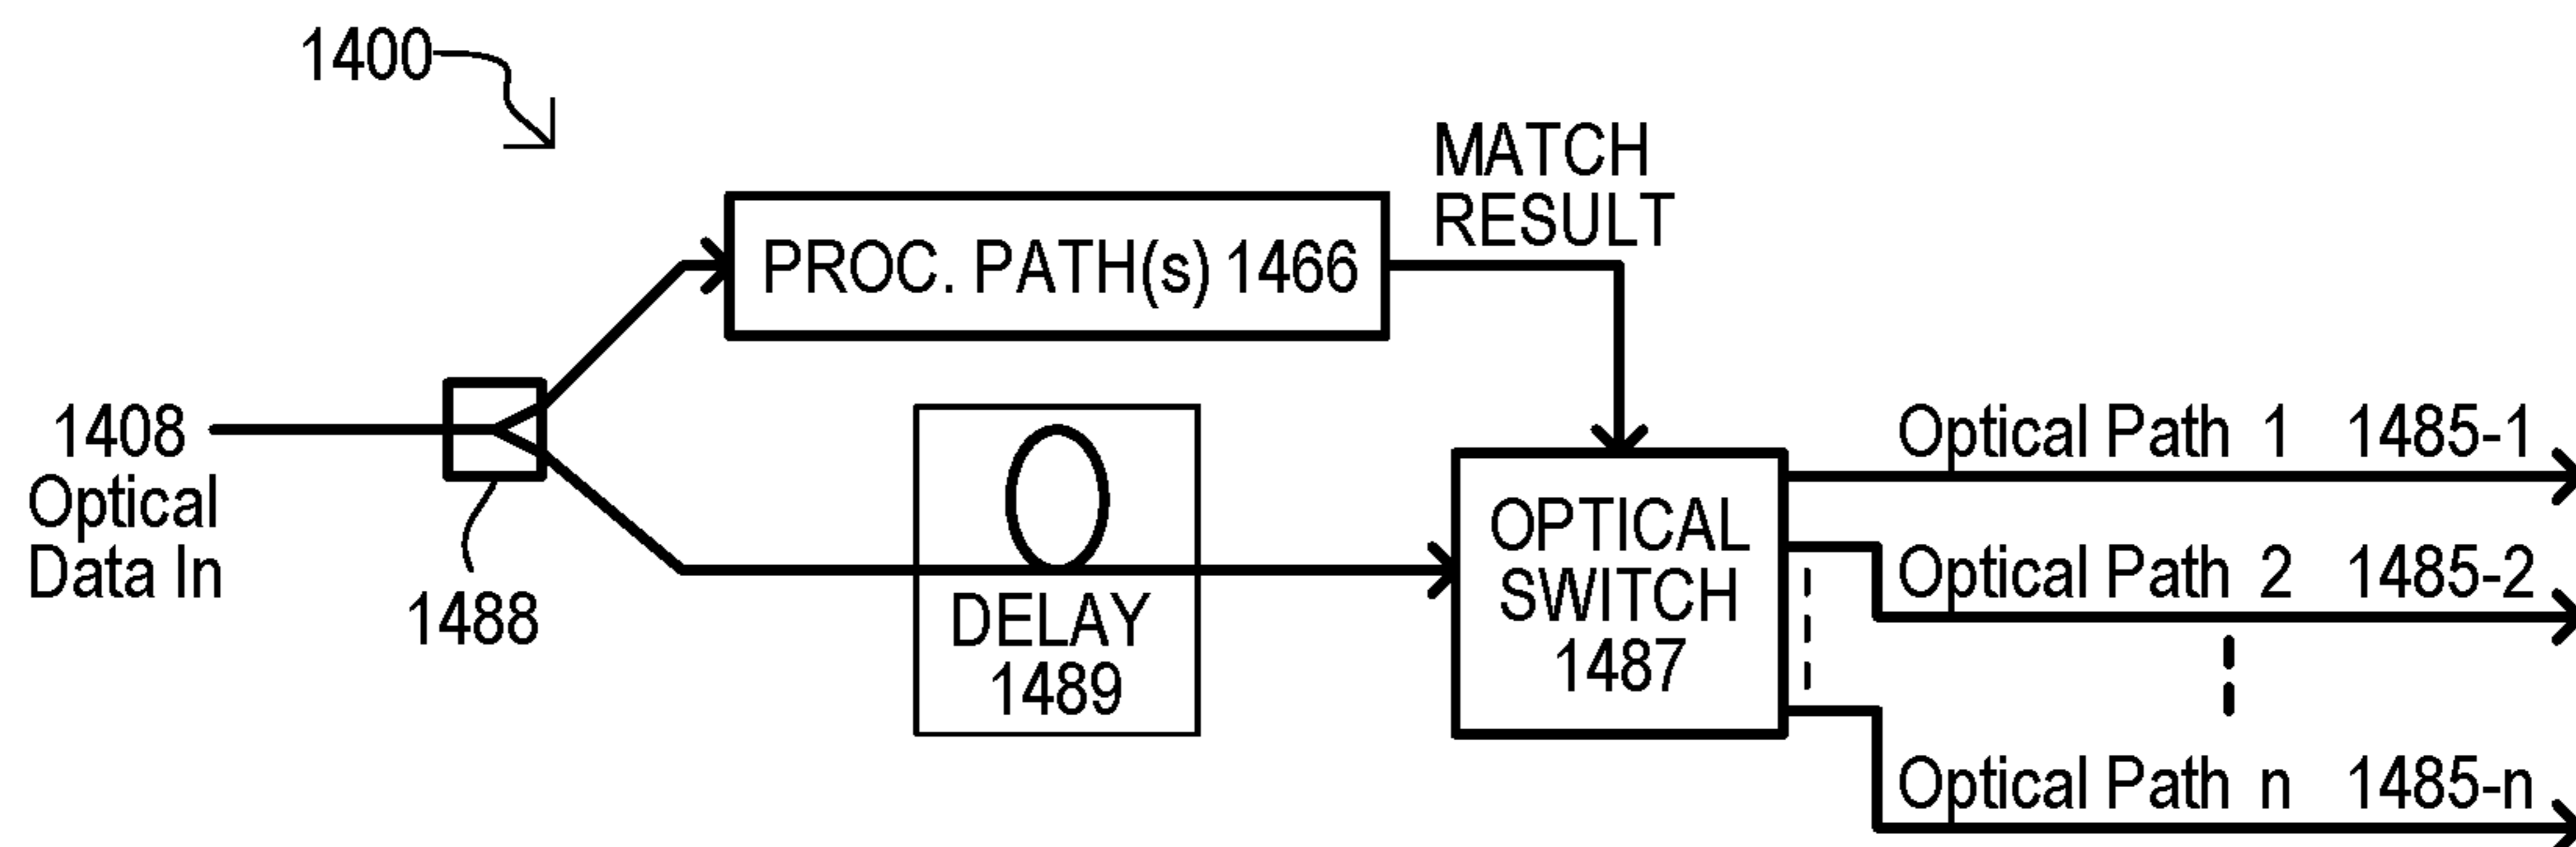 1400
MATCH
RESULT
PROC. PATH(s) 1466
1408
Optical
Data In
1488
DELAY
1489
OPTICAL
SWITCH
1487
Optical Path 1 1485-1
Optical Path 2 1485-2
Optical Path n 1485-n